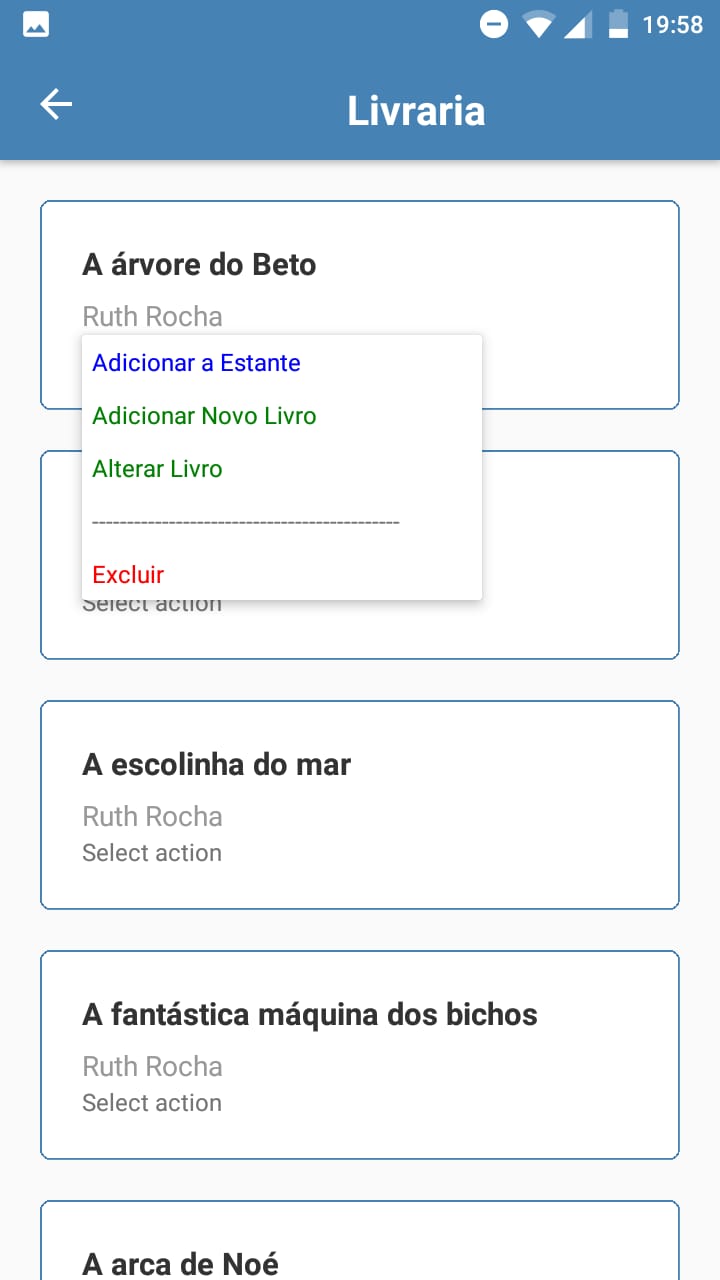 19:58
Livraria
A árvore do Beto
Ruth Rocha
Adicionar a Estante
Adicionar Novo Livro
Alterar Livro
--------------------------------------------
Excluir
Select action
A escolinha do mar
Ruth Rocha
Select action
A fantástica máquina dos bichos
Ruth Rocha
Select action
A arca de Noé